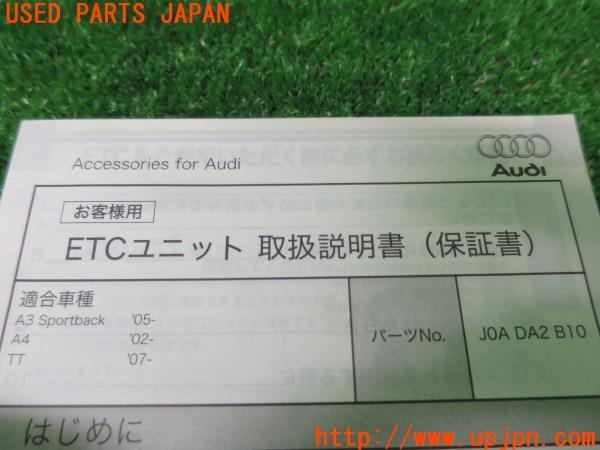 USED PARTS JAPAN
Accessories for Audi
Audi
お客様用
ETCユニット 取扱説明書（保証書）
適合車種
A3 Sportback '05-
A4 '02-
TT '07-
パーツNo.
J0A DA2 B10
はじめに
http://www.upjpn.com